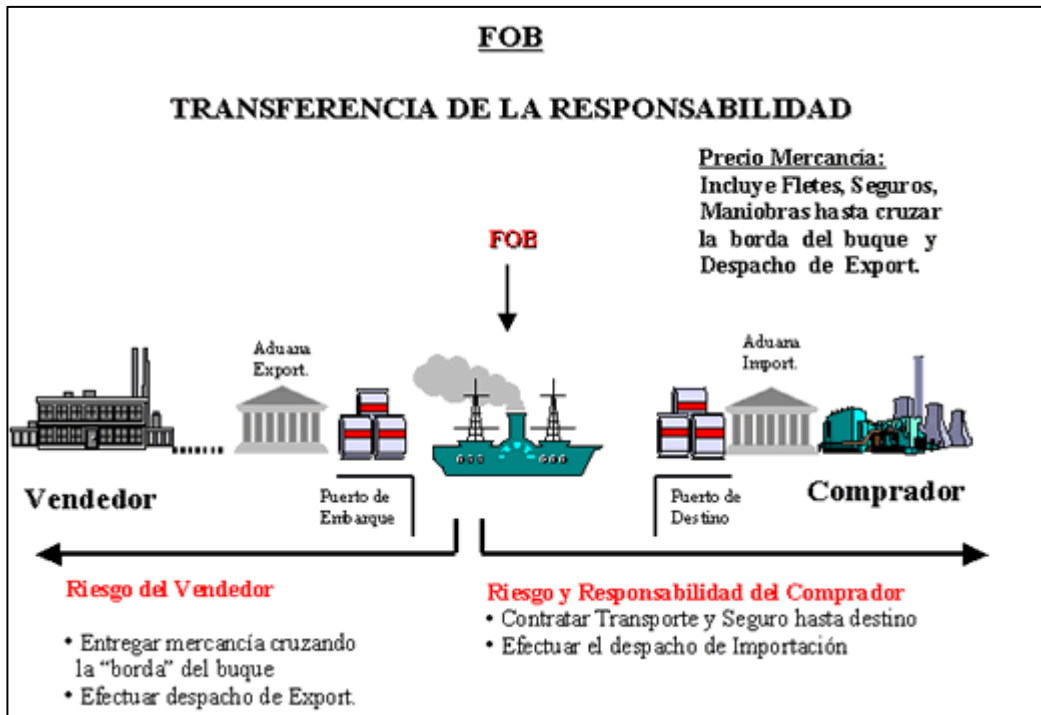 FOB
TRANSFERENCIA DE LA RESPONSABILIDAD
Precio Mercancía:
Incluye Fletes, Seguros,
Maniobras hasta cruzar
la borda del buque y
Despacho de Export.
FOB
Aduana
Export.
Aduana
Import.
Vendedor
Puerto de
Embarque
Puerto de
Destino
Comprador
Riesgo del Vendedor
• Entregar mercancía cruzando
la “borda” del buque
• Efectuar despacho de Export.
Riesgo y Responsabilidad del Comprador
• Contratar Transporte y Seguro hasta destino
• Efectuar el despacho de Importación